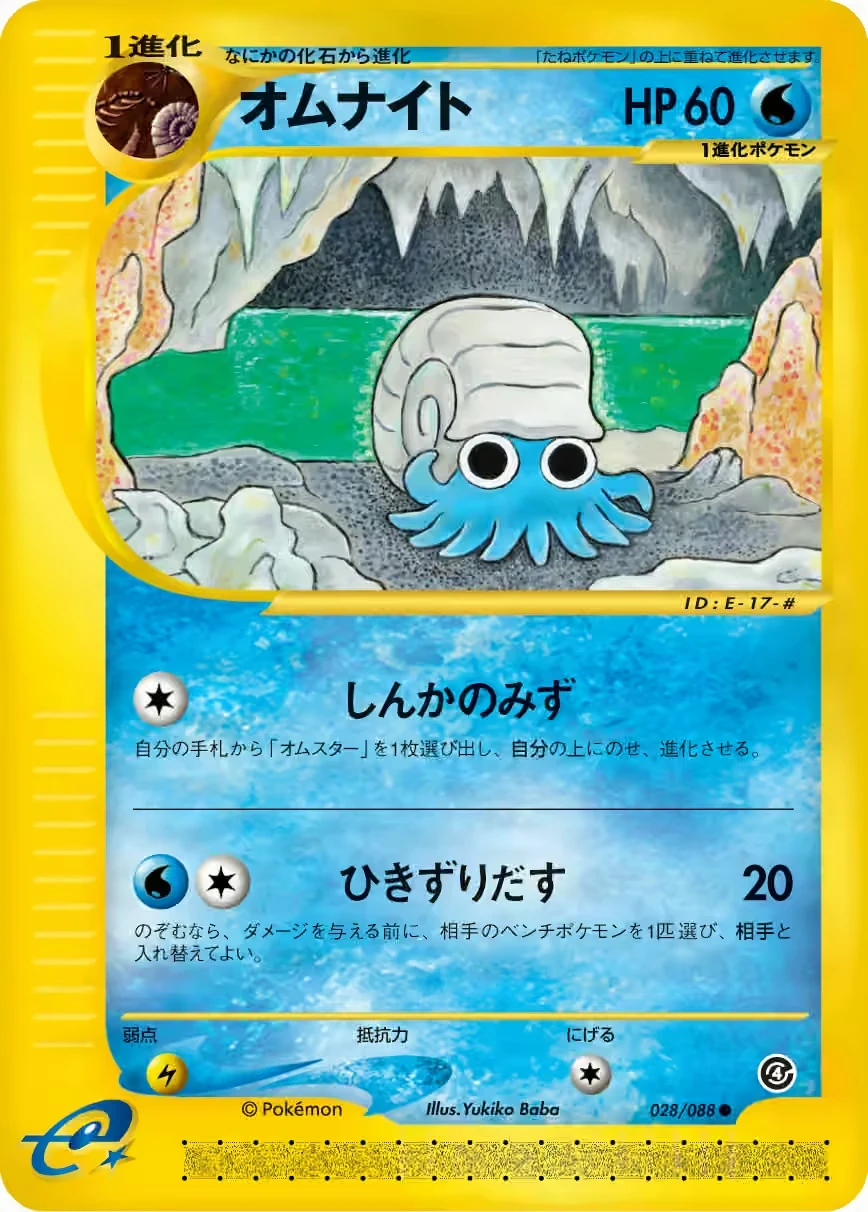 1進化
なにかの化石から進化
「たねポケモン」の上に重ねて進化させます。
オムナイト
HP 60
1進化ポケモン
ID : E - 17 - #
しんかのみず
自分の手札から「オムスター」を1枚選び出し、自分の上にのせ、進化させる。
ひきずりだす 20
のぞむなら、ダメージを与える前に、相手のベンチポケモンを1匹選び、相手と
入れ替えてよい。
弱点 抵抗力 にげる
4
© Pokémon Illus.Yukiko Baba 028/088
e